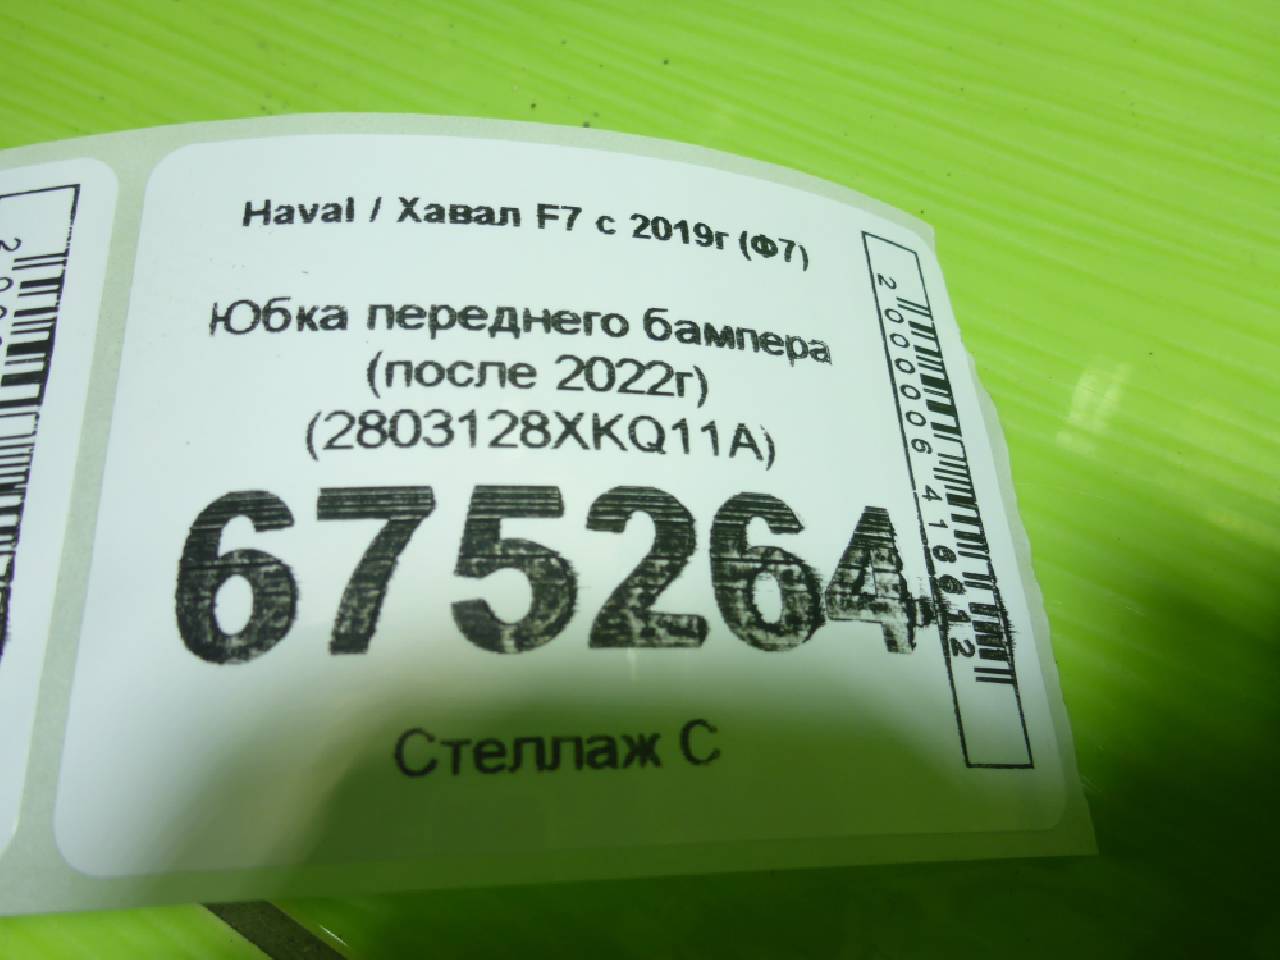 Haval / Хавал F7 с 2019г (Ф7)
Юбка переднего бампера
(после 2022г)
(2803128XKQ11A)
675264
Стеллаж С
2000006416612